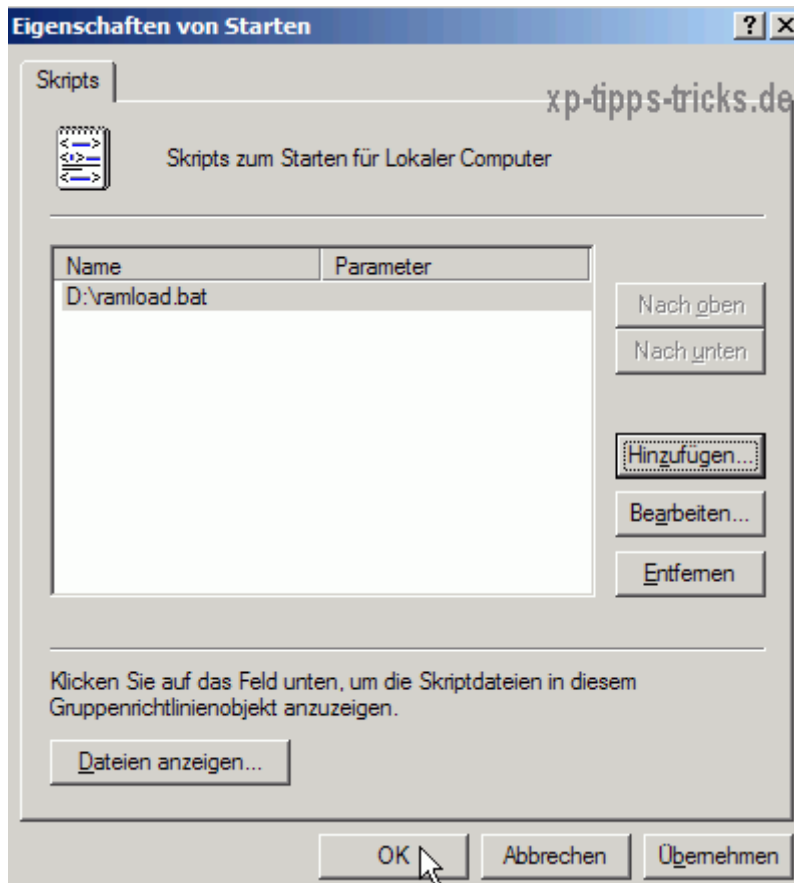 Eigenschaften von Starten
Skripts
xp-tipps-tricks.de
Skripts zum Starten für Lokaler Computer
Name Parameter
D:\ramload.bat
Nach oben
Nach unten
Hinzufügen...
Bearbeiten...
Entfernen
Klicken Sie auf das Feld unten, um die Skriptdateien in diesem
Gruppenrichtlinienobjekt anzuzeigen.
Dateien anzeigen...
OK Abbrechen Übernehmen